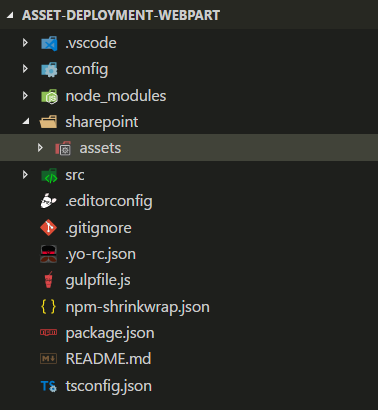 ASSET-DEPLOYMENT-WEBPART
.vscode
config
node_modules
sharepoint
assets
src
.editorconfig
.gitignore
.yo-rc.json
gulpfile.js
npm-shrinkwrap.json
package.json
README.md
tsconfig.json